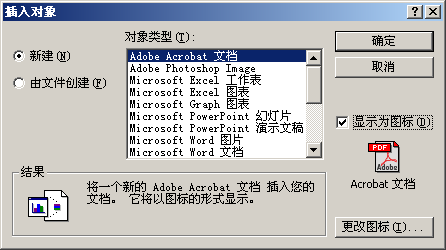 插入对象
对象类型(T):
新建(N)
由文件创建(F)
Adobe Acrobat 文档
Adobe Photoshop Image
Microsoft Excel 工作表
Microsoft Excel 图表
Microsoft Graph 图表
Microsoft PowerPoint 幻灯片
Microsoft PowerPoint 演示文稿
Microsoft Word 图片
Microsoft Word 文档
确定
取消
显示为图标(D)
PDF
Adobe
Acrobat 文档
结果
将一个新的 Adobe Acrobat 文档 插入您的
文档。 它将以图标的形式显示。
更改图标(I)...